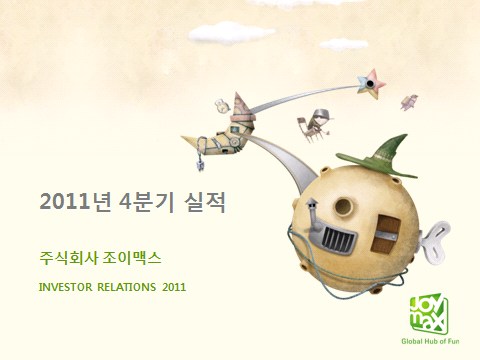 2011년 4분기 실적
주식회사 조이맥스
INVESTOR RELATIONS 2011
JOY
max
Global Hub of Fun